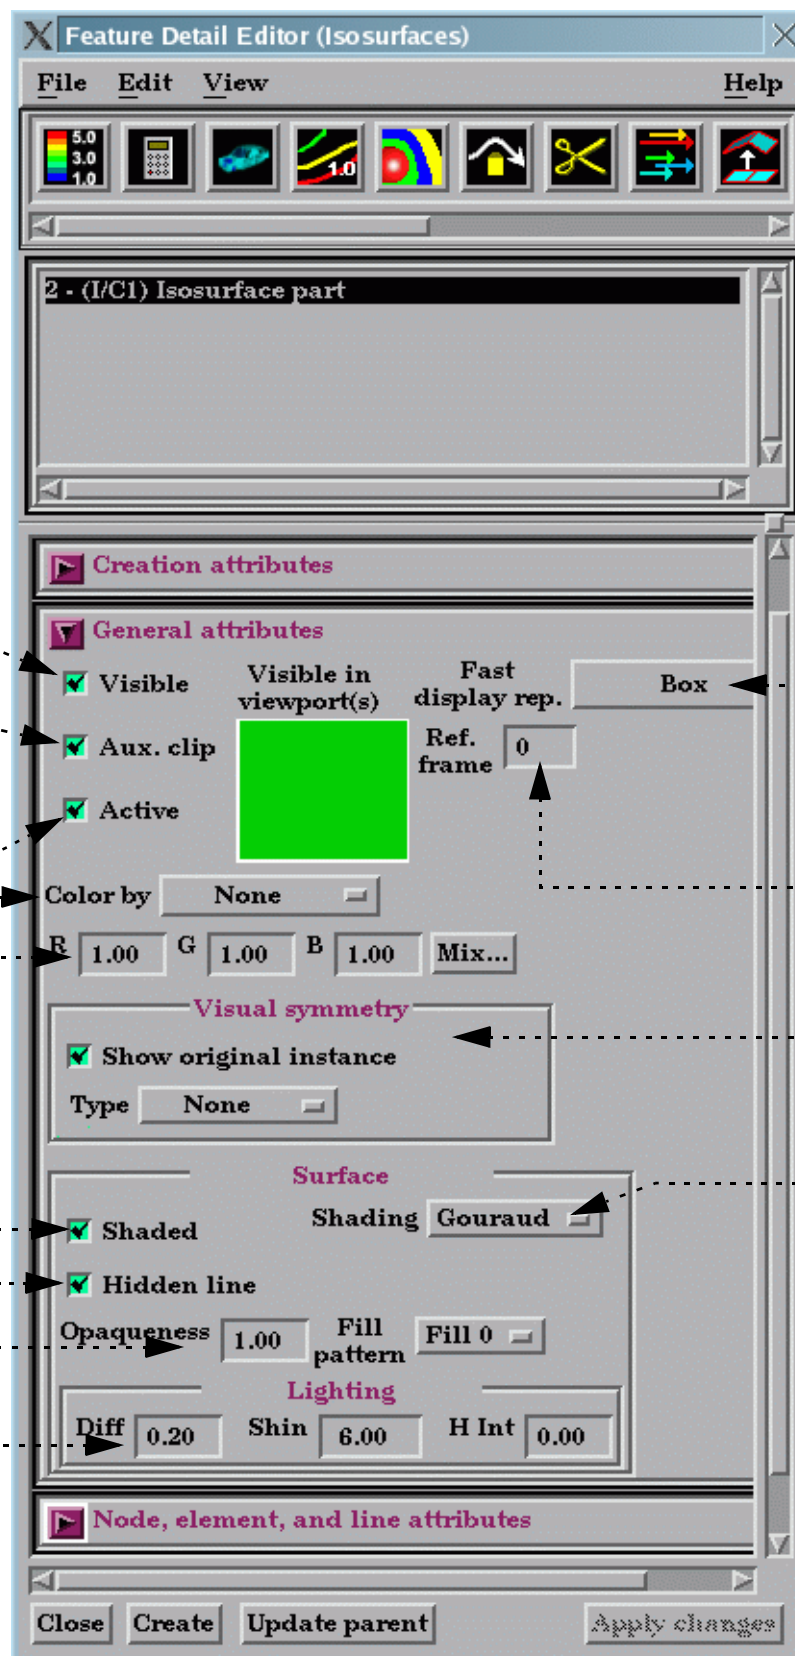 X Feature Detail Editor (Isosurfaces)
File Edit View Help
5.0
3.0
1.0
1.0
2 - (I/C1) Isosurface part
Creation attributes
General attributes
Visible
Visible in
viewport(s)
Fast
display rep.
Box
Aux. clip
Ref.
frame
0
Active
Color by None
R 1.00 G 1.00 B 1.00 Mix...
Visual symmetry
Show original instance
Type None
Surface
Shaded Shading Gouraud
Hidden line
Opaqueness 1.00
Fill
pattern
Fill 0
Lighting
Diff 0.20 Shin 6.00 H Int 0.00
Node, element, and line attributes
Close Create Update parent Apply changes